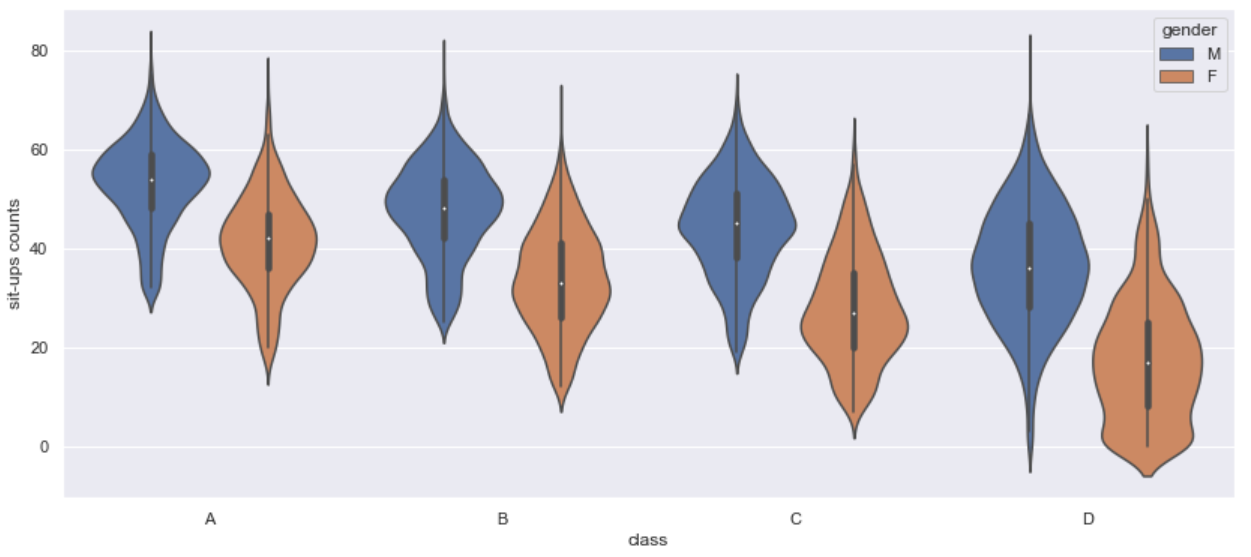 gender
M
F
80
60
40
20
0
sit-ups counts
A B C D
class